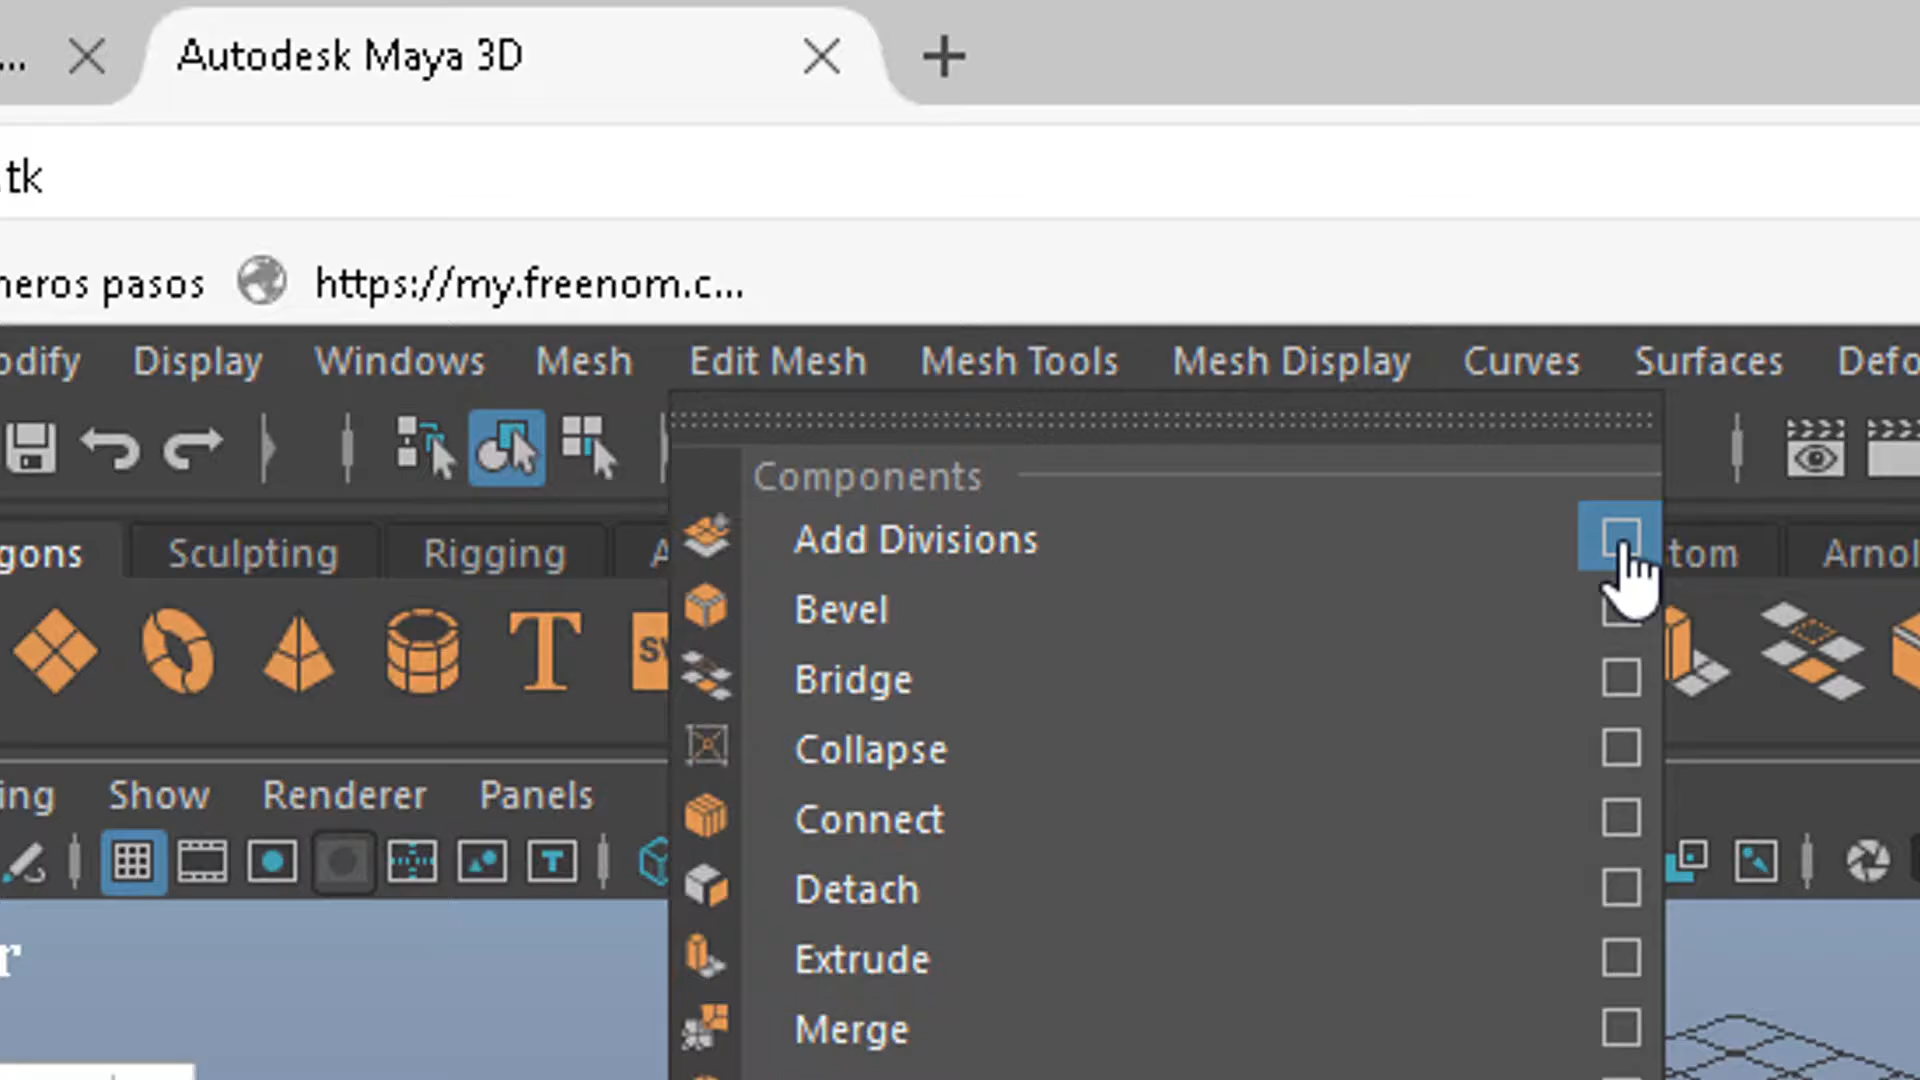 ... Autodesk Maya 3D
.tk
neros pasos https://my.freenom.c...
odify Display Windows Mesh Edit Mesh Mesh Tools Mesh Display Curves Surfaces Defo
Components
gons Sculpting Rigging A tom Arnol
Add Divisions
Bevel
T
Bridge
Collapse
ing Show Renderer Panels
Connect
T
Detach
r
Extrude
Merge